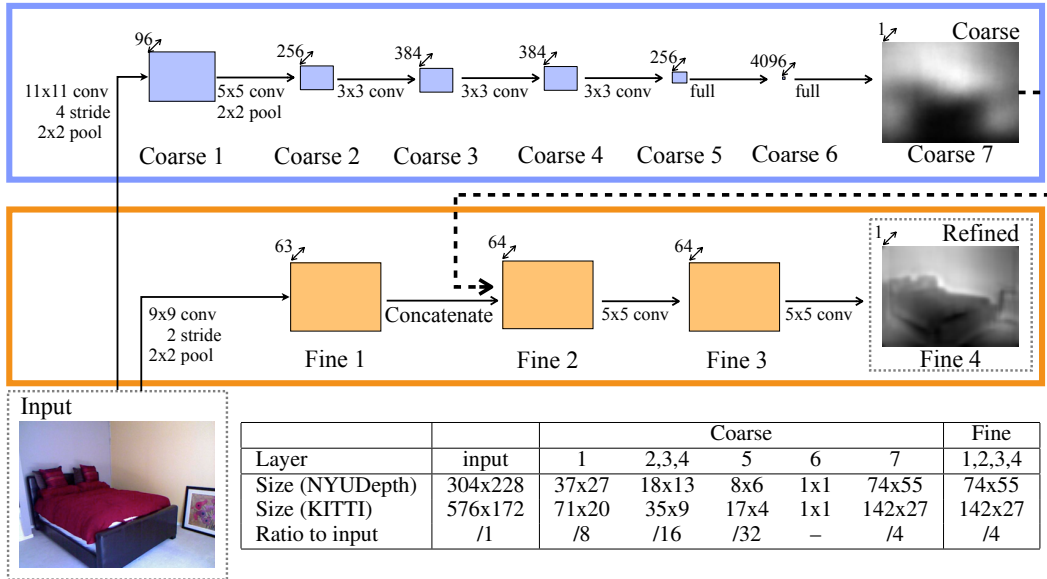 Coarse
96
256
384
384
256
4096
1
11x11 conv
4 stride
2x2 pool
5x5 conv
2x2 pool
3x3 conv
3x3 conv
3x3 conv
full
full
Coarse 1
Coarse 2
Coarse 3
Coarse 4
Coarse 5
Coarse 6
Coarse 7
Refined
63
64
64
1
9x9 conv
2 stride
2x2 pool
Concatenate
5x5 conv
5x5 conv
Fine 1
Fine 2
Fine 3
Fine 4
Input
Coarse Fine
Layer input 1 2,3,4 5 6 7 1,2,3,4
Size (NYUDepth) 304x228 37x27 18x13 8x6 1x1 74x55 74x55
Size (KITTI) 576x172 71x20 35x9 17x4 1x1 142x27 142x27
Ratio to input /1 /8 /16 /32 – /4 /4